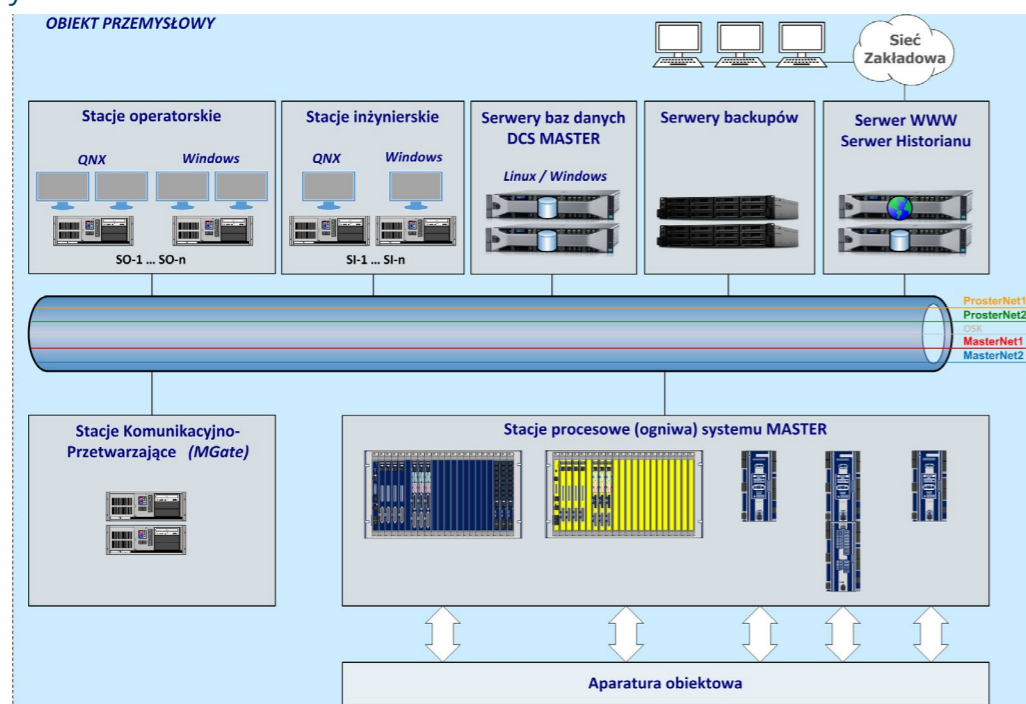 OBIEKT PRZEMYSŁOWY
Sieć
Zakładowa
Stacje operatorskie
QNX
Windows
SO-1 ... SO-n
Stacje inżynierskie
QNX
Windows
SI-1 ... SI-n
Serwery baz danych
DCS MASTER
Linux / Windows
Serwery backupów
Serwer WWW
Serwer Historianu
ProsterNet1
ProsterNet2
OSK
MasterNet1
MasterNet2
Stacje Komunikacyjno-
Przetwarzające (MGate)
Stacje procesowe (ogniwa) systemu MASTER
Aparatura obiektowa